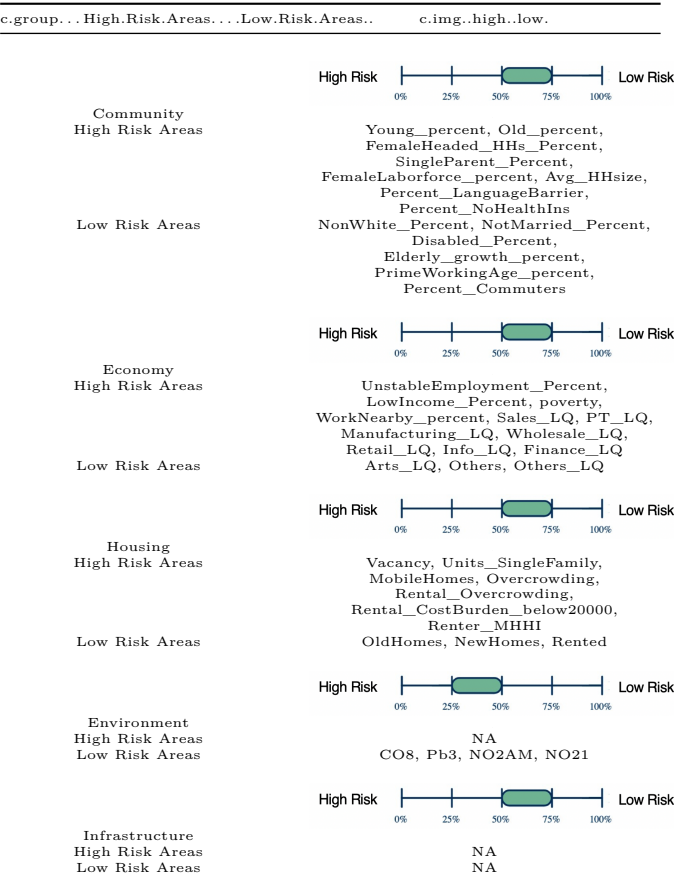 c.group...High.Risk.Areas....Low.Risk.Areas.. c.img..high..low.
High Risk Low Risk
0% 25% 50% 75% 100%
Community
High Risk Areas Young_percent, Old_percent,
FemaleHeaded_HHs_Percent,
SingleParent_Percent,
FemaleLaborforce_percent, Avg_HHsize,
Percent_LanguageBarrier,
Percent_NoHealthIns
Low Risk Areas NonWhite_Percent, NotMarried_Percent,
Disabled_Percent,
Elderly_growth_percent,
PrimeWorkingAge_percent,
Percent_Commuters
High Risk Low Risk
0% 25% 50% 75% 100%
Economy
High Risk Areas UnstableEmployment_Percent,
LowIncome_Percent, poverty,
WorkNearby_percent, Sales_LQ, PT_LQ,
Manufacturing_LQ, Wholesale_LQ,
Retail_LQ, Info_LQ, Finance_LQ
Low Risk Areas Arts_LQ, Others, Others_LQ
High Risk Low Risk
0% 25% 50% 75% 100%
Housing
High Risk Areas Vacancy, Units_SingleFamily,
MobileHomes, Overcrowding,
Rental_Overcrowding,
Rental_CostBurden_below20000,
Renter_MHHI
Low Risk Areas OldHomes, NewHomes, Rented
High Risk Low Risk
0% 25% 50% 75% 100%
Environment
High Risk Areas NA
Low Risk Areas CO8, Pb3, NO2AM, NO21
High Risk Low Risk
0% 25% 50% 75% 100%
Infrastructure
High Risk Areas NA
Low Risk Areas NA